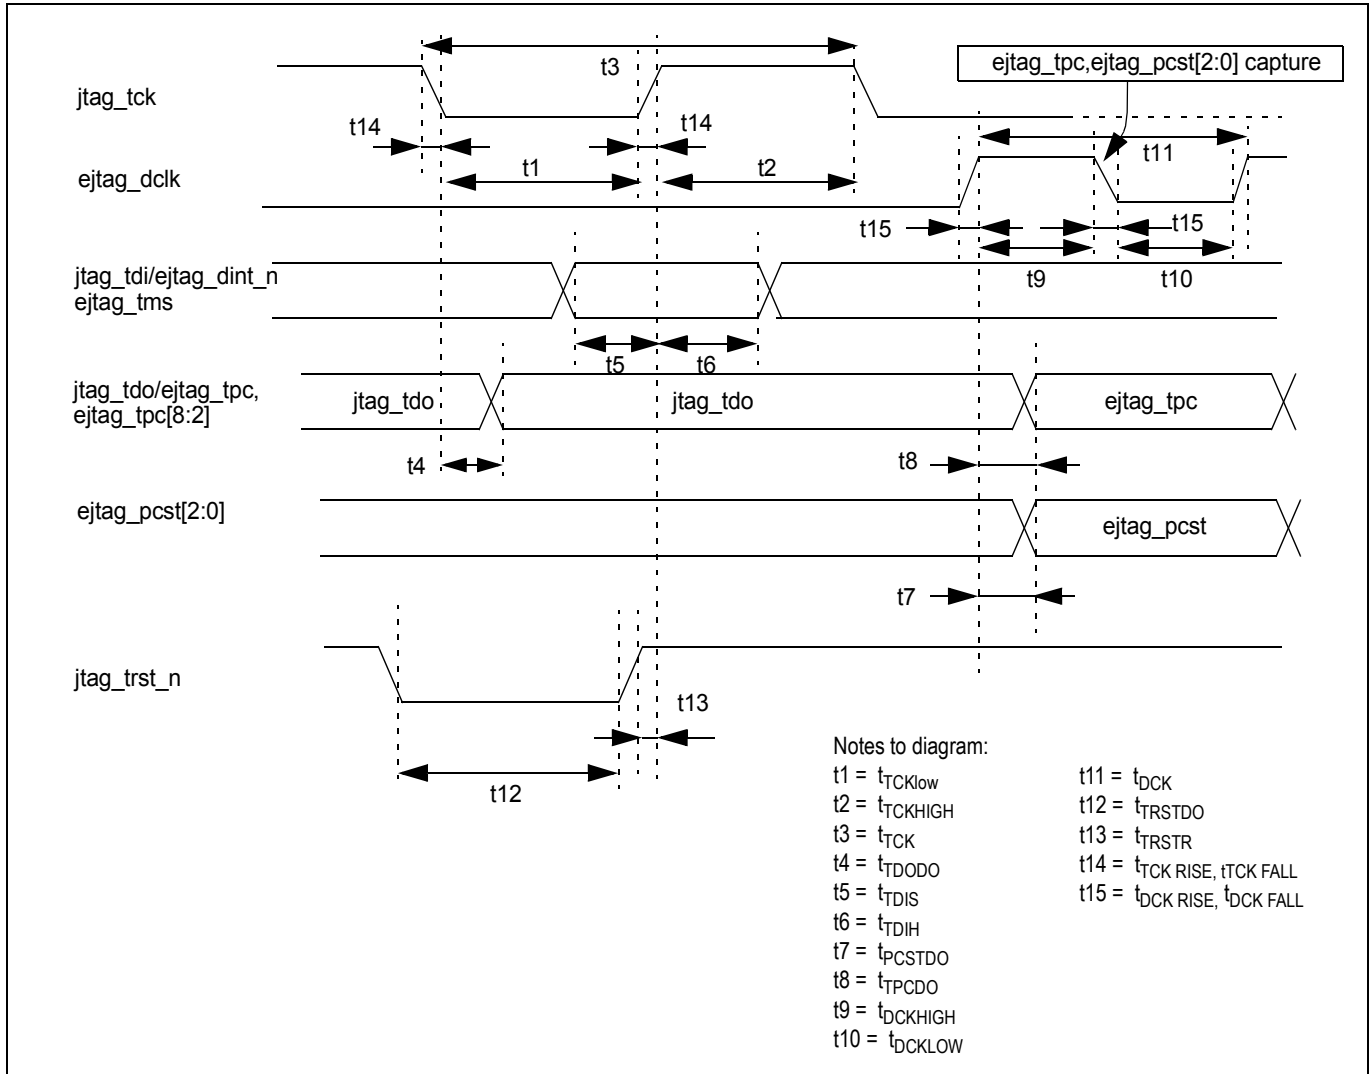 t3
ejtag_tpc,ejtag_pcst[2:0] capture
jtag_tck
t14
t14
t11
ejtag_dclk
t1
t2
t15
t15
jtag_tdi/ejtag_dint_n
ejtag_tms
t9
t10
t5
t6
jtag_tdo/ejtag_tpc,
ejtag_tpc[8:2]
jtag_tdo
jtag_tdo
ejtag_tpc
t4
t8
ejtag_pcst[2:0]
ejtag_pcst
t7
jtag_trst_n
t13
t12
Notes to diagram:
t1 = tTCKlow
t2 = tTCKHIGH
t3 = tTCK
t4 = tTDODO
t5 = tTDIS
t6 = tTDIH
t7 = tPCSTDO
t8 = tTPCDO
t9 = tDCKHIGH
t10 = tDCKLOW
t11 = tDCK
t12 = tTRSTDO
t13 = tTRSTR
t14 = tTCK RISE, tTCK FALL
t15 = tDCK RISE, tDCK FALL